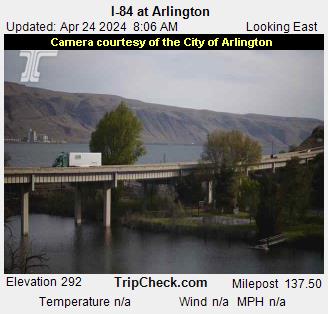 I-84 at Arlington
Updated: Apr 24 2024 8:06 AM Looking East
Camera courtesy of the City of Arlington
Elevation 292 TripCheck.com Milepost 137.50
Temperature n/a Wind n/a MPH n/a